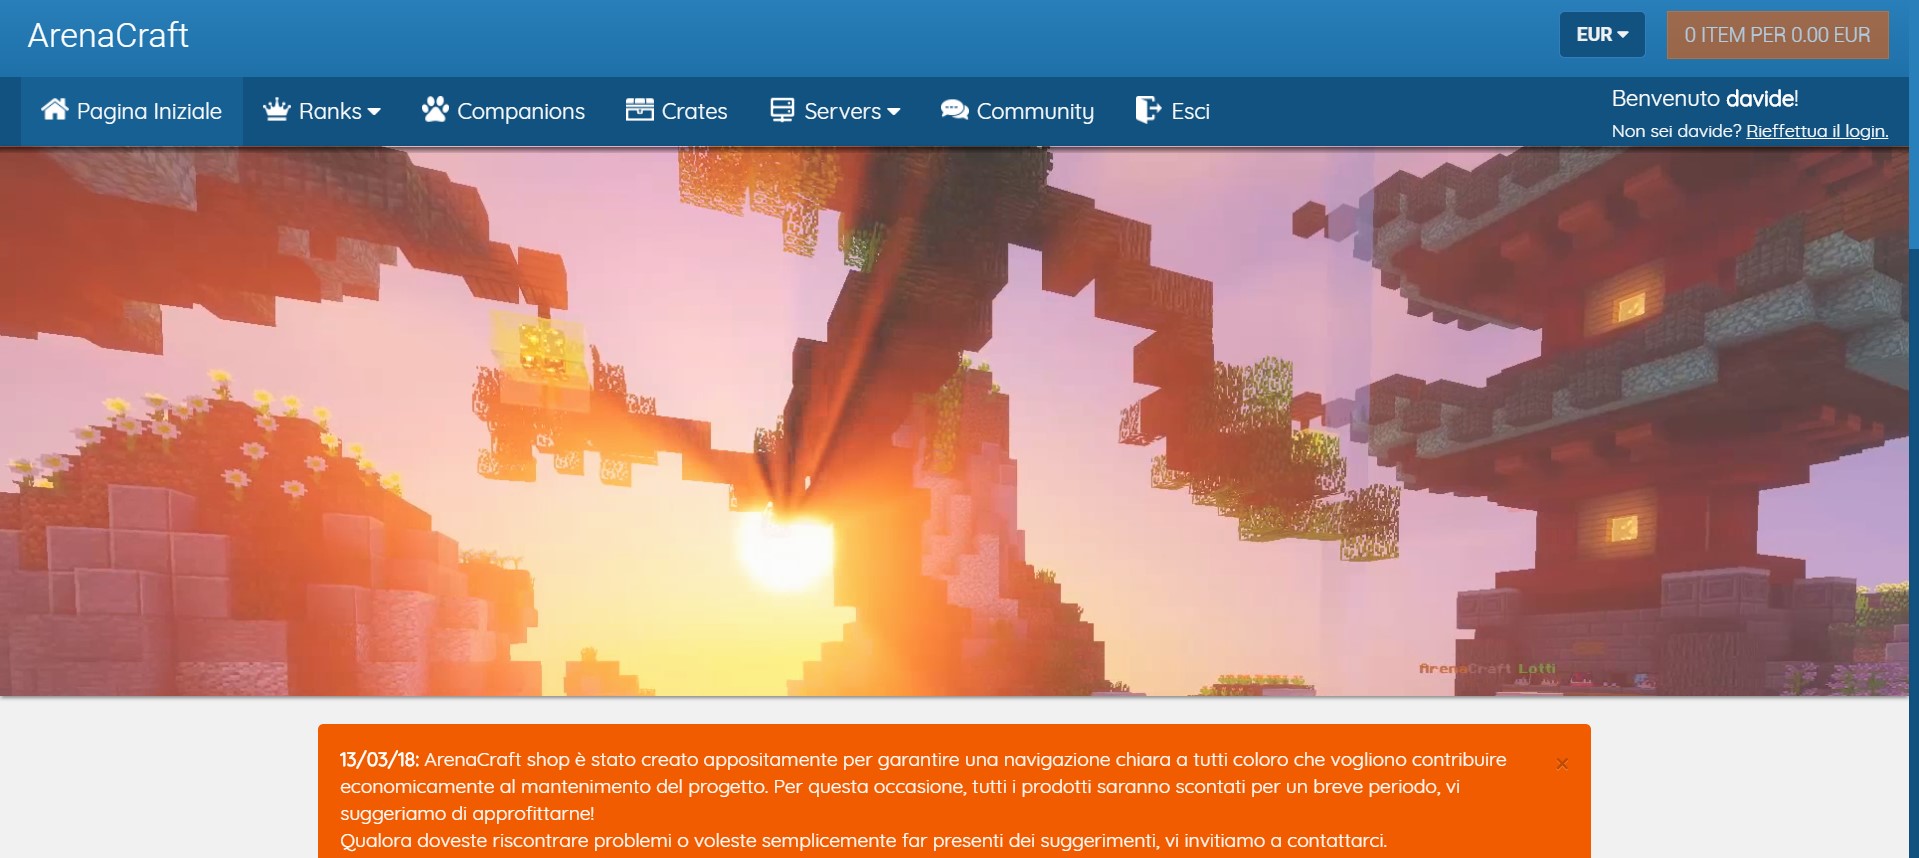 ArenaCraft
EUR
0 ITEM PER 0.00 EUR
Pagina Iniziale
Ranks
Companions
Crates
Servers
Community
Esci
Benvenuto davide!
Non sei davide? Rieffettua il login.
ArenaCraft Lotti
13/03/18: ArenaCraft shop è stato creato appositamente per garantire una navigazione chiara a tutti coloro che vogliono contribuire
economicamente al mantenimento del progetto. Per questa occasione, tutti i prodotti saranno scontati per un breve periodo, vi
suggeriamo di approfittarne!
Qualora doveste riscontrare problemi o voleste semplicemente far presenti dei suggerimenti, vi invitiamo a contattarci.